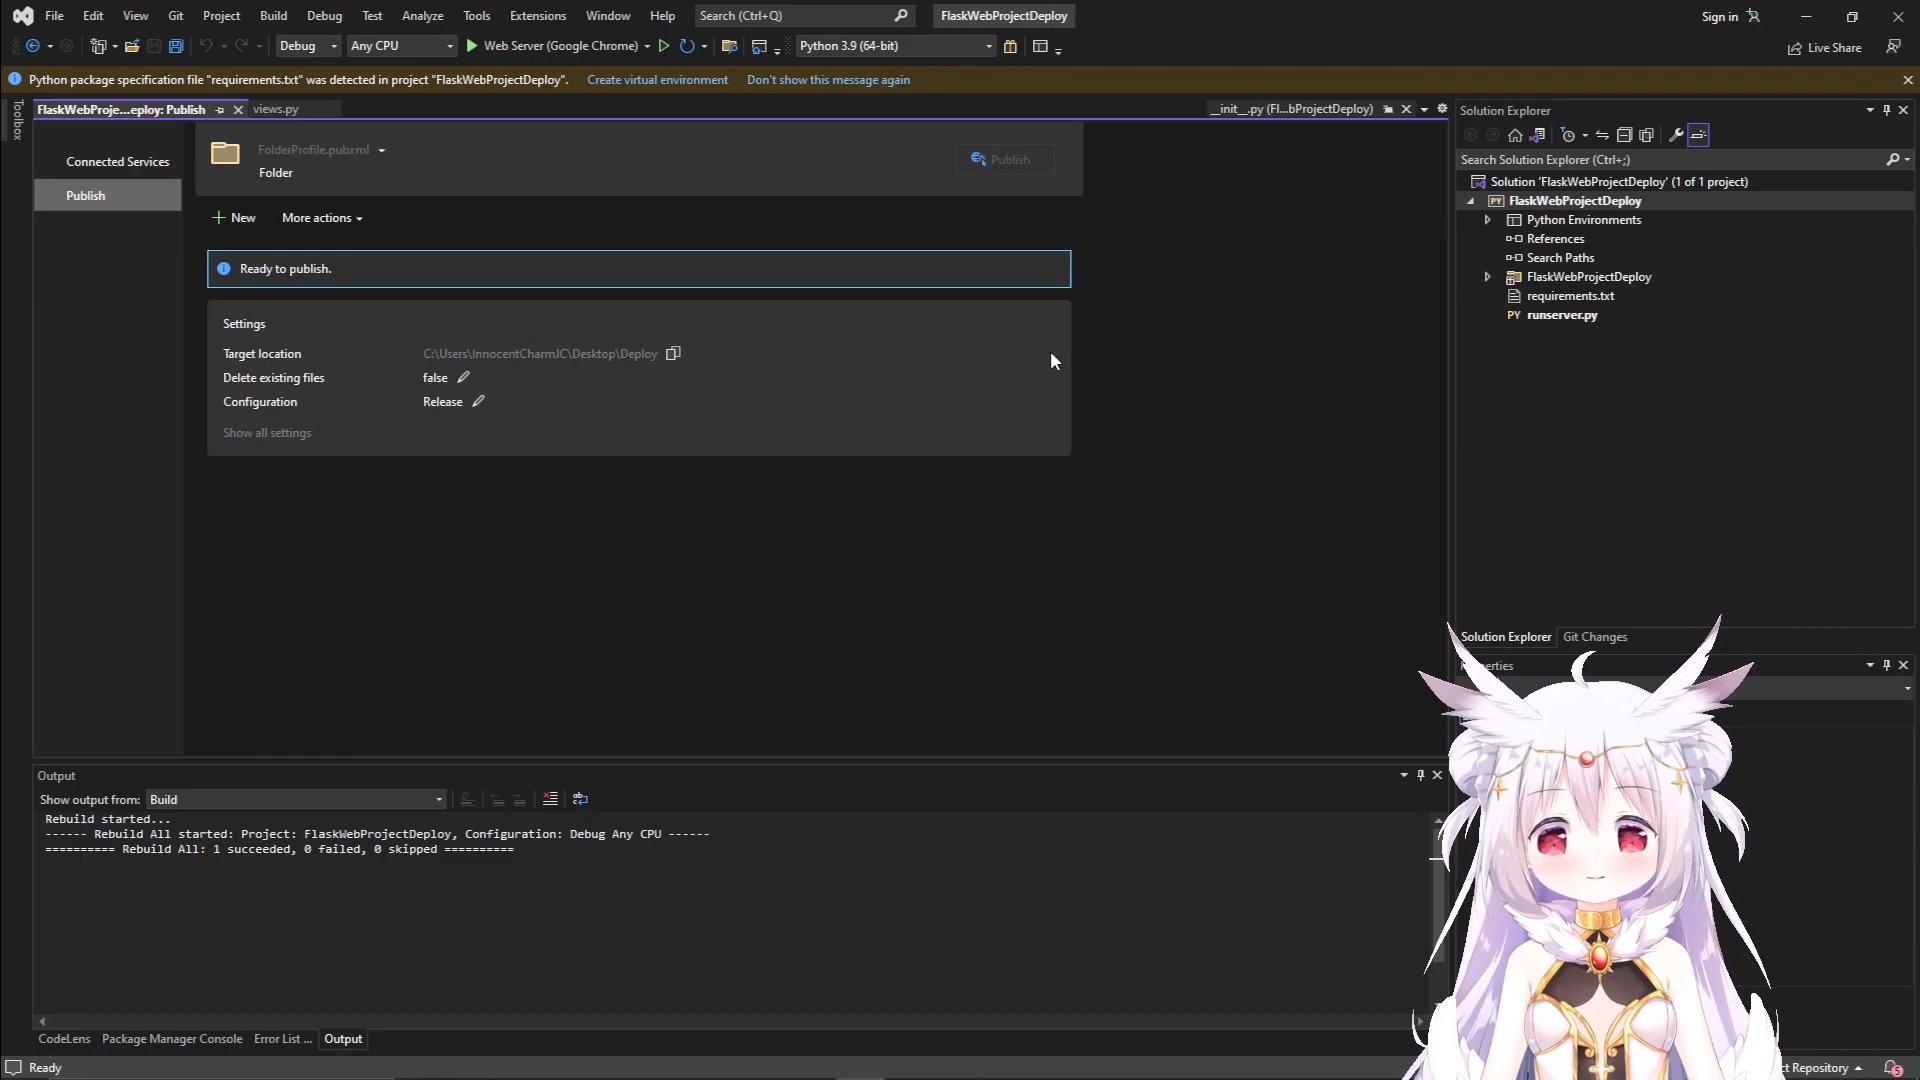 File Edit View Git Project Build Debug Test Analyze Tools Extensions Window Help Search (Ctrl+Q) FlaskWebProjectDeploy Sign in
Debug Any CPU Web Server (Google Chrome) Python 3.9 (64-bit) Live Share
Python package specification file "requirements.txt" was detected in project "FlaskWebProjectDeploy". Create virtual environment Don't show this message again
Toolbox
FlaskWebProje...eploy: Publish views.py __init__.py (Fl...bProjectDeploy)
Connected Services
Publish
FolderProfile.pubxml
Folder
Publish
New More actions
Ready to publish.
Settings
Target location C:\Users\InnocentCharmJC\Desktop\Deploy
Delete existing files false
Configuration Release
Show all settings
Solution Explorer
Search Solution Explorer (Ctrl+;)
Solution 'FlaskWebProjectDeploy' (1 of 1 project)
PY FlaskWebProjectDeploy
Python Environments
References
Search Paths
FlaskWebProjectDeploy
requirements.txt
PY runserver.py
Solution Explorer Git Changes
Output
Show output from: Build
Rebuild started...
------ Rebuild All started: Project: FlaskWebProjectDeploy, Configuration: Debug Any CPU ------
========== Rebuild All: 1 succeeded, 0 failed, 0 skipped ==========
CodeLens Package Manager Console Error List ... Output
Ready
Repository
5